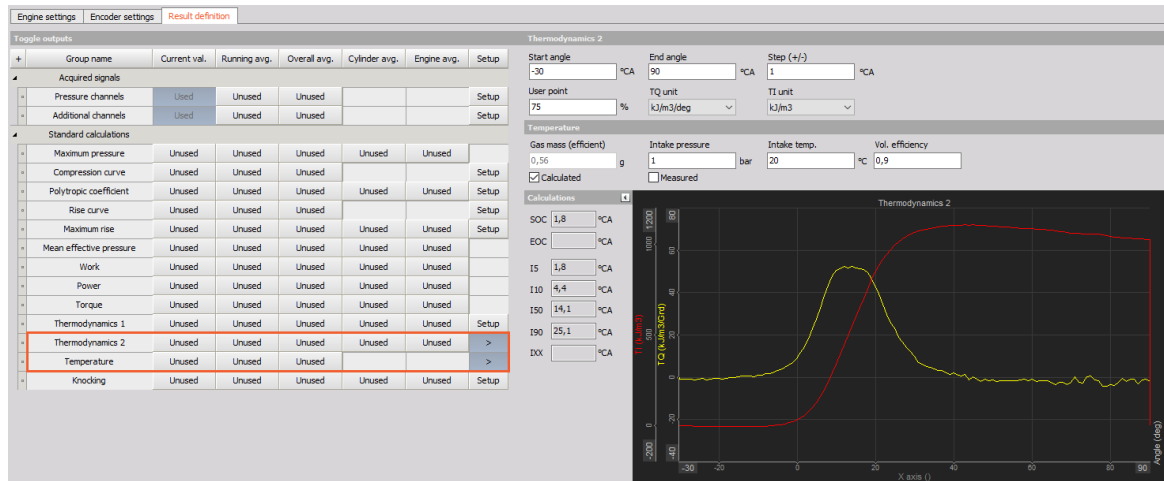 Engine settings Encoder settings Result definition
Toggle outputs
+ Group name Current val. Running avg. Overall avg. Cylinder avg. Engine avg. Setup
Acquired signals
Pressure channels Used Unused Unused Setup
Additional channels Used Unused Unused Setup
Standard calculations
Maximum pressure Unused Unused Unused Unused Unused
Compression curve Unused Unused Unused Setup
Polytropic coefficient Unused Unused Unused Unused Unused Setup
Rise curve Unused Unused Unused Setup
Maximum rise Unused Unused Unused Unused Unused Setup
Mean effective pressure Unused Unused Unused Unused Unused
Work Unused Unused Unused Unused Unused
Power Unused Unused Unused Unused Unused
Torque Unused Unused Unused Unused Unused
Thermodynamics 1 Unused Unused Unused Unused Unused Setup
Thermodynamics 2 Unused Unused Unused Unused Unused >
Temperature Unused Unused Unused >
Knocking Unused Unused Unused Unused Unused Setup
Thermodynamics 2
Start angle End angle Step (+/-)
-30 °CA 90 °CA 1 °CA
User point TQ unit TI unit
75 % kJ/m3/deg kJ/m3
Temperature
Gas mass (efficient) Intake pressure Intake temp. Vol. efficiency
0,56 g 1 bar 20 °C 0,9
Calculated Measured
Calculations
SOC 1,8 °CA
EOC °CA
I5 1,8 °CA
I10 4,4 °CA
I50 14,1 °CA
I90 25,1 °CA
IXX °CA
Thermodynamics 2
1200 1000 500 0 -200
TI (kJ/m3)
80 60 40 20 0 -20 -40
TQ (kJ/m3/Grd)
-30 -20 0 20 40 60 80 90
X axis ()
Angle (deg)